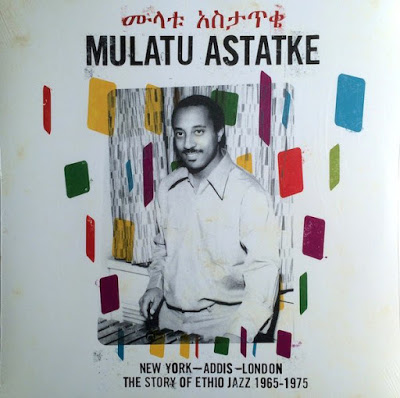 ሙላቱ አስታጥቄ
MULATU ASTATKE
NEW YORK–ADDIS–LONDON
THE STORY OF ETHIO JAZZ 1965-1975